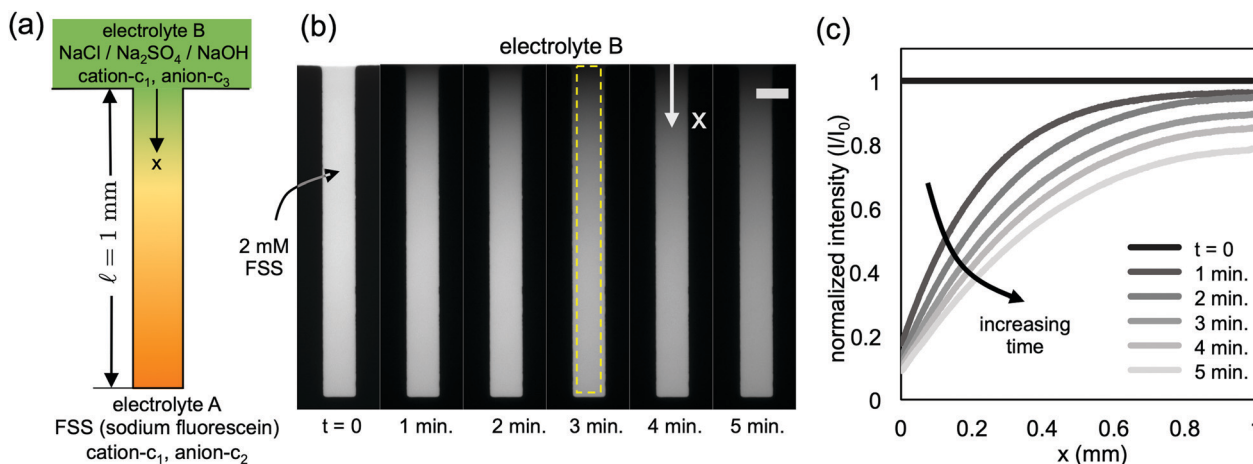 (a)
electrolyte B
NaCl / Na₂SO₄ / NaOH
cation-c₁, anion-c₃
x
ℓ = 1 mm
electrolyte A
FSS (sodium fluorescein)
cation-c₁, anion-c₂
(b)
electrolyte B
x
2 mM
FSS
t = 0
1 min.
2 min.
3 min.
4 min.
5 min.
(c)
normalized intensity (I/I₀)
1
0.8
0.6
0.4
0.2
0
0
0.2
0.4
0.6
0.8
1
x (mm)
increasing
time
t = 0
1 min.
2 min.
3 min.
4 min.
5 min.